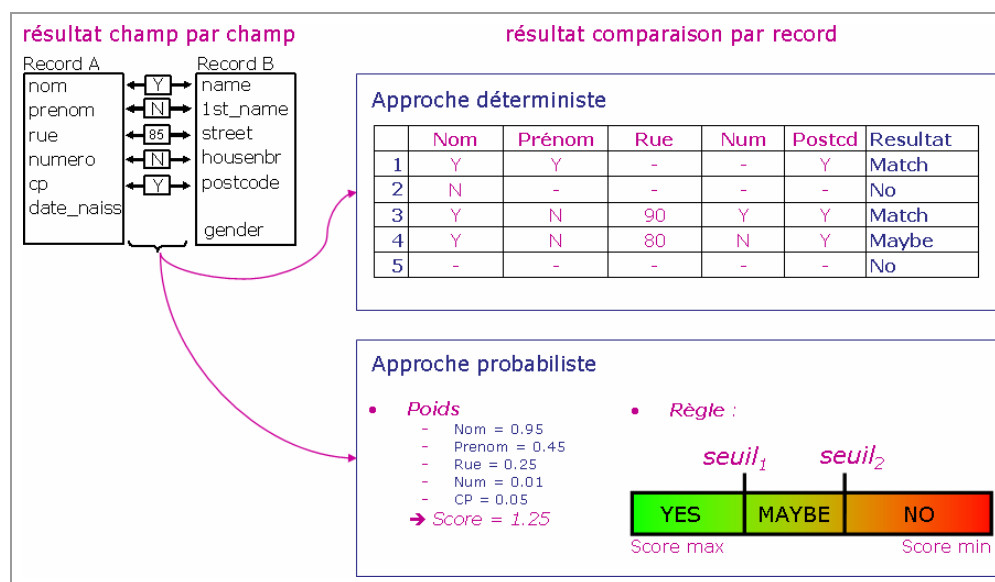 résultat champ par champ
résultat comparaison par record
Record A
Record B
nom Y name
prenom N 1st_name
rue 85 street
numero N housenbr
cp Y postcode
date_naiss
gender
Approche déterministe
Nom Prénom Rue Num Postcd Resultat
1 Y Y - - Y Match
2 N - - - - No
3 Y N 90 Y Y Match
4 Y N 80 N Y Maybe
5 - - - - - No
Approche probabiliste
• Poids
- Nom = 0.95
- Prenom = 0.45
- Rue = 0.25
- Num = 0.01
- CP = 0.05
➔ Score = 1.25
• Règle :
seuil1 seuil2
YES MAYBE NO
Score max Score min